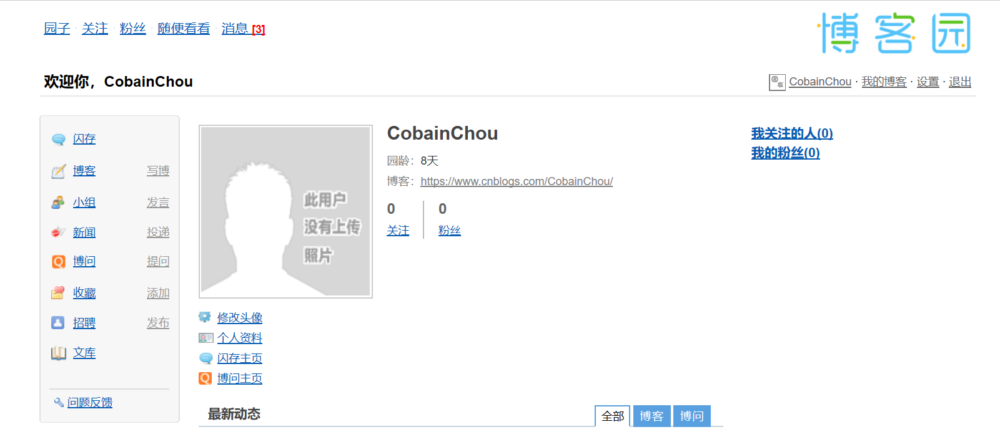 园子 · 关注 · 粉丝 · 随便看看 · 消息 [3]
博客园
欢迎你，CobainChou
CobainChou · 我的博客 · 设置 · 退出
闪存
博客 写博
小组 发言
新闻 投递
博问 提问
收藏 添加
招聘 发布
文库
问题反馈
此用户
没有上传
照片
CobainChou
园龄：8天
博客：https://www.cnblogs.com/CobainChou/
0 0
关注 粉丝
我关注的人(0)
我的粉丝(0)
修改头像
个人资料
闪存主页
博问主页
最新动态
全部 博客 博问